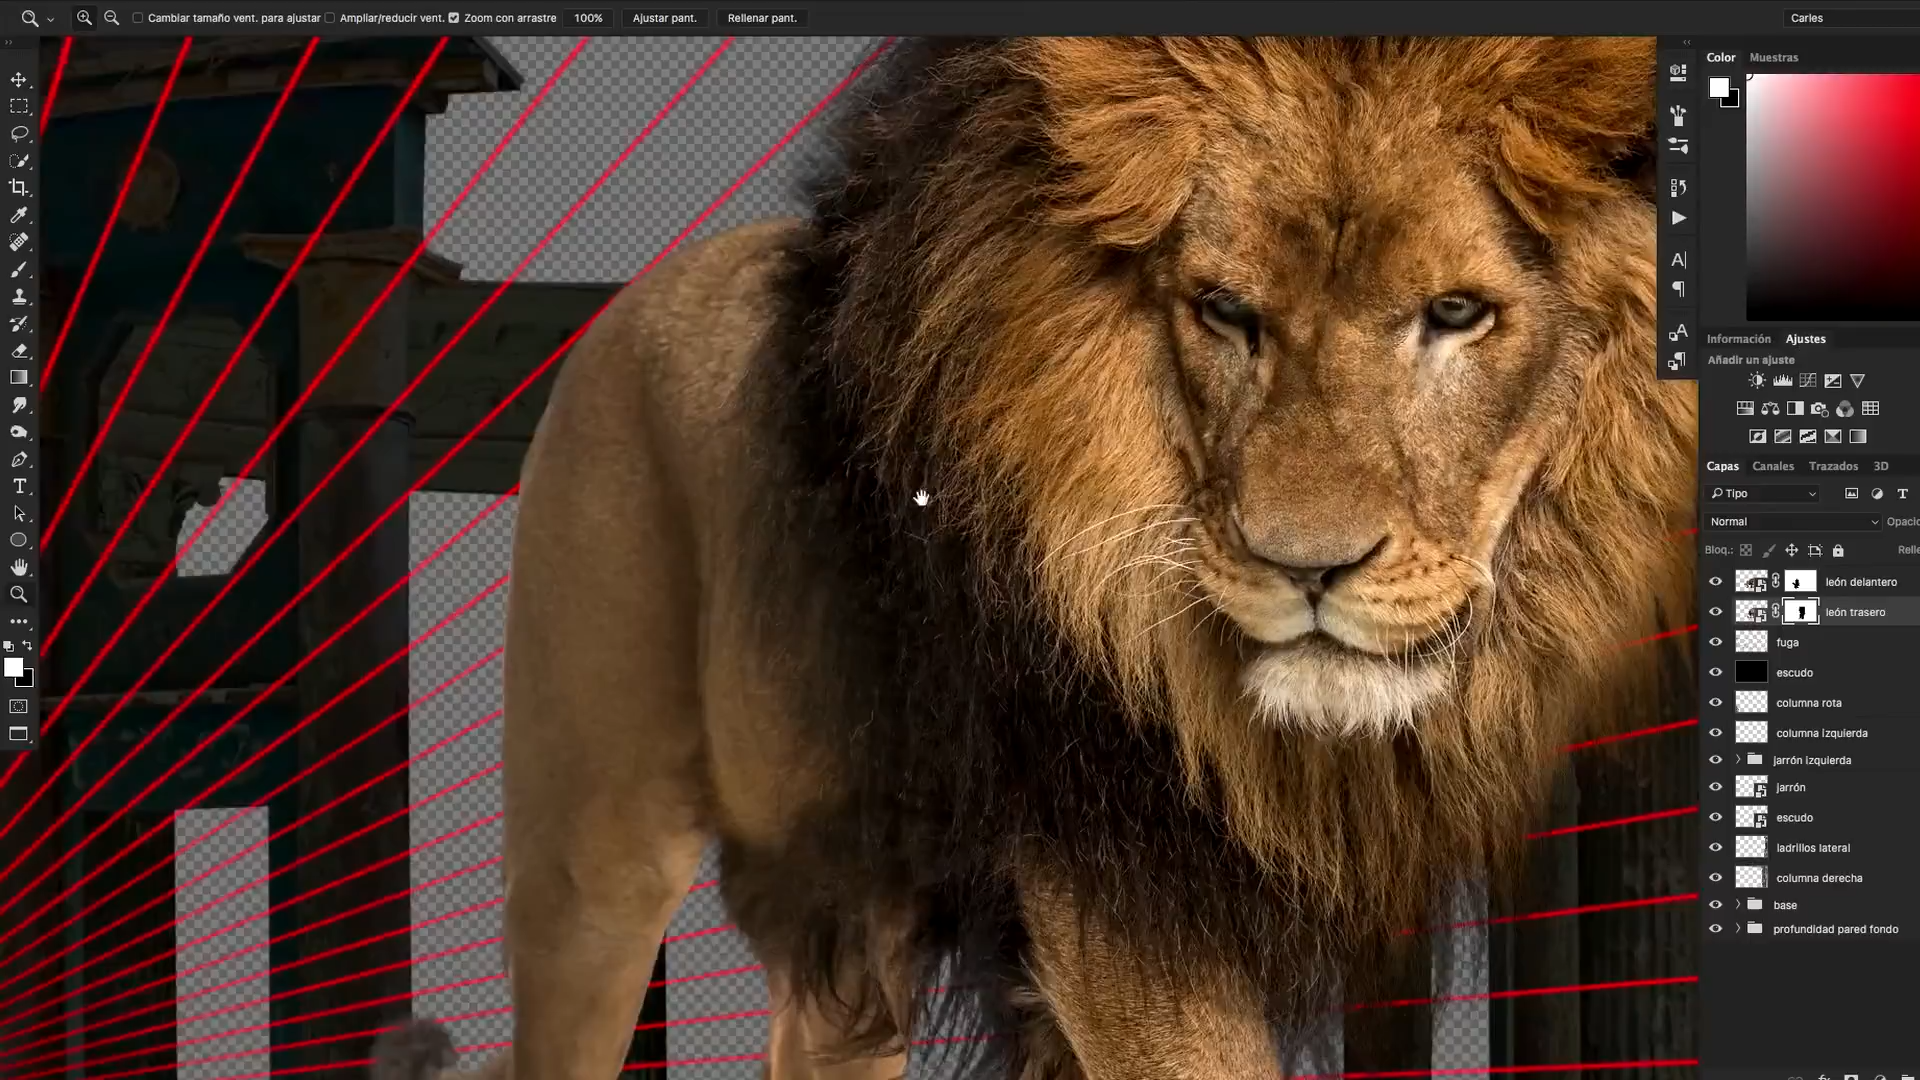 Cambiar tamaño vent. para ajustar
Ampliar/reducir vent.
Zoom con arrastre
100%
Ajustar pant.
Rellenar pant.
Carles
Color
Muestras
Información
Ajustes
Añadir un ajuste
Capas
Canales
Trazados
3D
Tipo
Normal
Opacid
Bloq.:
Relle
león delantero
león trasero
fuga
escudo
columna rota
columna izquierda
jarrón izquierda
jarrón
escudo
ladrillos lateral
columna derecha
base
profundidad pared fondo